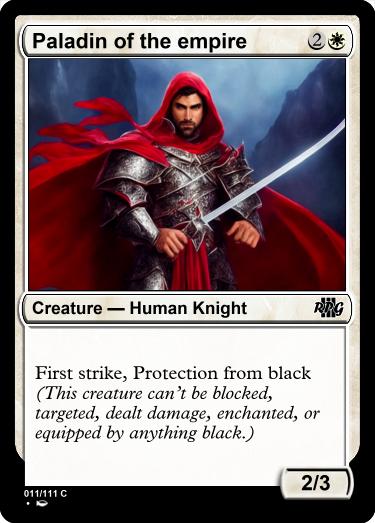 Paladin of the empire 2
Creature — Human Knight RPG
First strike, Protection from black
(This creature can't be blocked,
targeted, dealt damage, enchanted, or
equipped by anything black.)
2/3
011/111 C